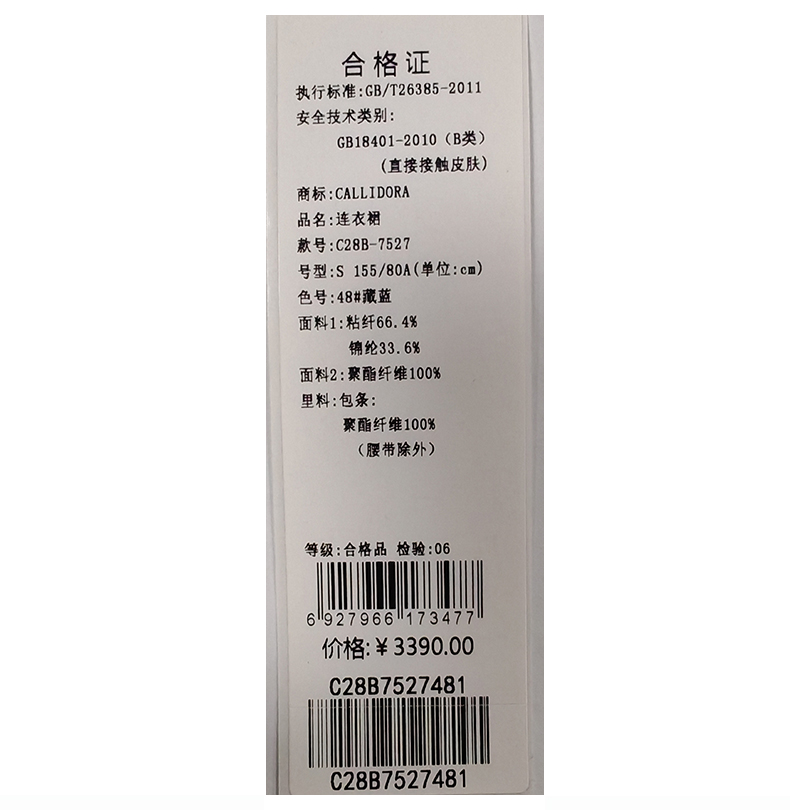 合格证
执行标准:GB/T26385-2011
安全技术类别:
GB18401-2010（B类）
(直接接触皮肤)
商标:CALLIDORA
品名:连衣裙
款号:C28B-7527
号型:S 155/80A(单位:cm)
色号:48#藏蓝
面料1:粘纤66.4%
锦纶33.6%
面料2:聚酯纤维100%
里料:包条:
聚酯纤维100%
（腰带除外）
等级:合格品 检验:06
6 927966 173477
价格:￥3390.00
C28B7527481
C28B7527481